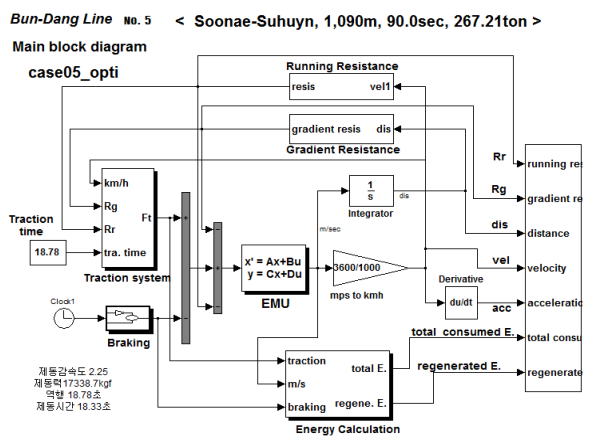 Bun-Dang Line No. 5 < Soonae-Suhuyn, 1,090m, 90.0sec, 267.21ton >
Main block diagram
case05_opti
Running Resistance
resis vel1
gradient resis dis
Gradient Resistance
km/h
Rg
Rr
tra. time
Ft
Traction system
Traction
time
18.78
Clock1
Braking
+
+
-
-
+
-
x' = Ax+Bu
y = Cx+Du
EMU
m/sec
1
s
Integrator
dis
3600/1000
mps to kmh
Derivative
du/dt
Rr running res
Rg gradient re
dis distance
vel velocity
acc acceleratic
total consumed E. total consu
regenerated E. regenerate
traction total E.
m/s
braking regene. E.
Energy Calculation
제동감속도 2.25
제동력17338.7kgf
역행 18.78초
제동시간 18.33초